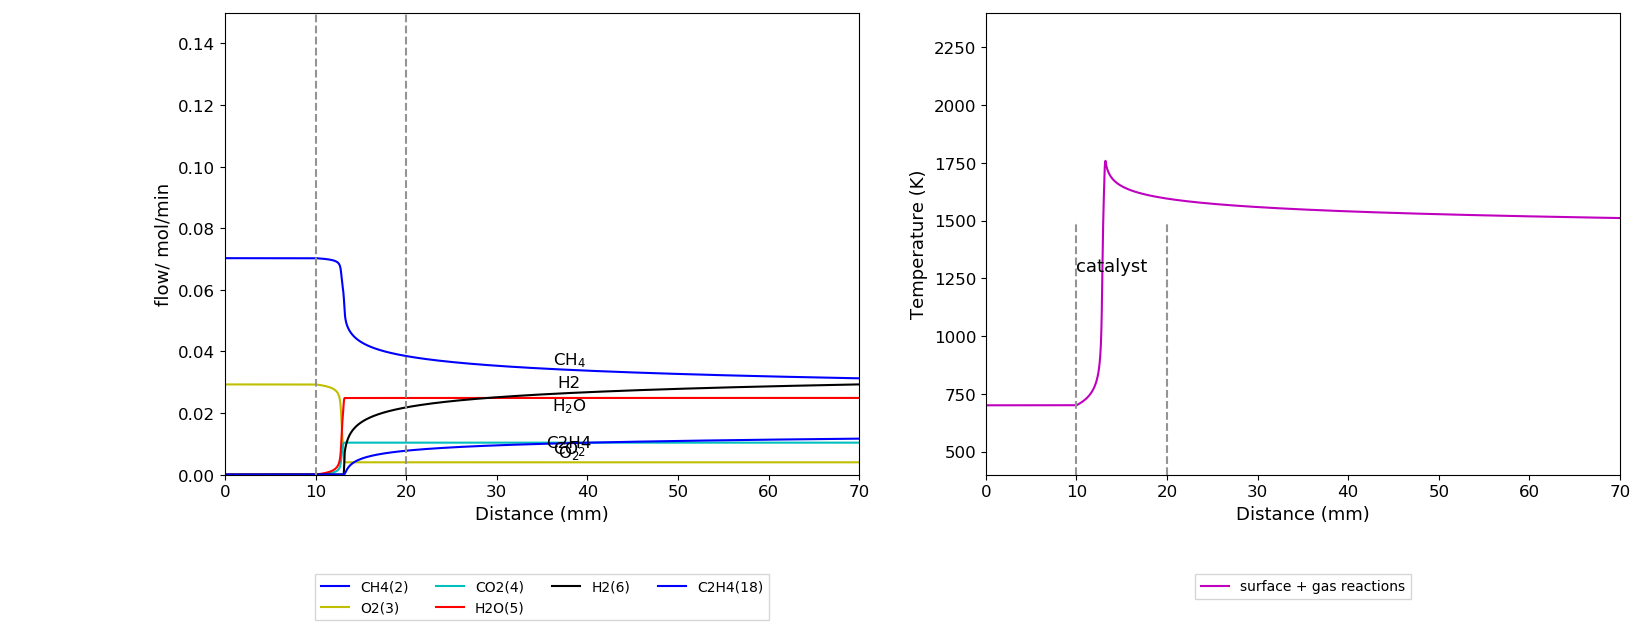 0.14
0.12
0.10
0.08
0.06
0.04
0.02
0.00
flow/ mol/min
CH4
H2
H2O
C2H4
CO2
O2
0 10 20 30 40 50 60 70
Distance (mm)
CH4(2) CO2(4) H2(6) C2H4(18)
O2(3) H2O(5)
2250
2000
1750
1500
1250
1000
750
500
Temperature (K)
catalyst
0 10 20 30 40 50 60 70
Distance (mm)
surface + gas reactions